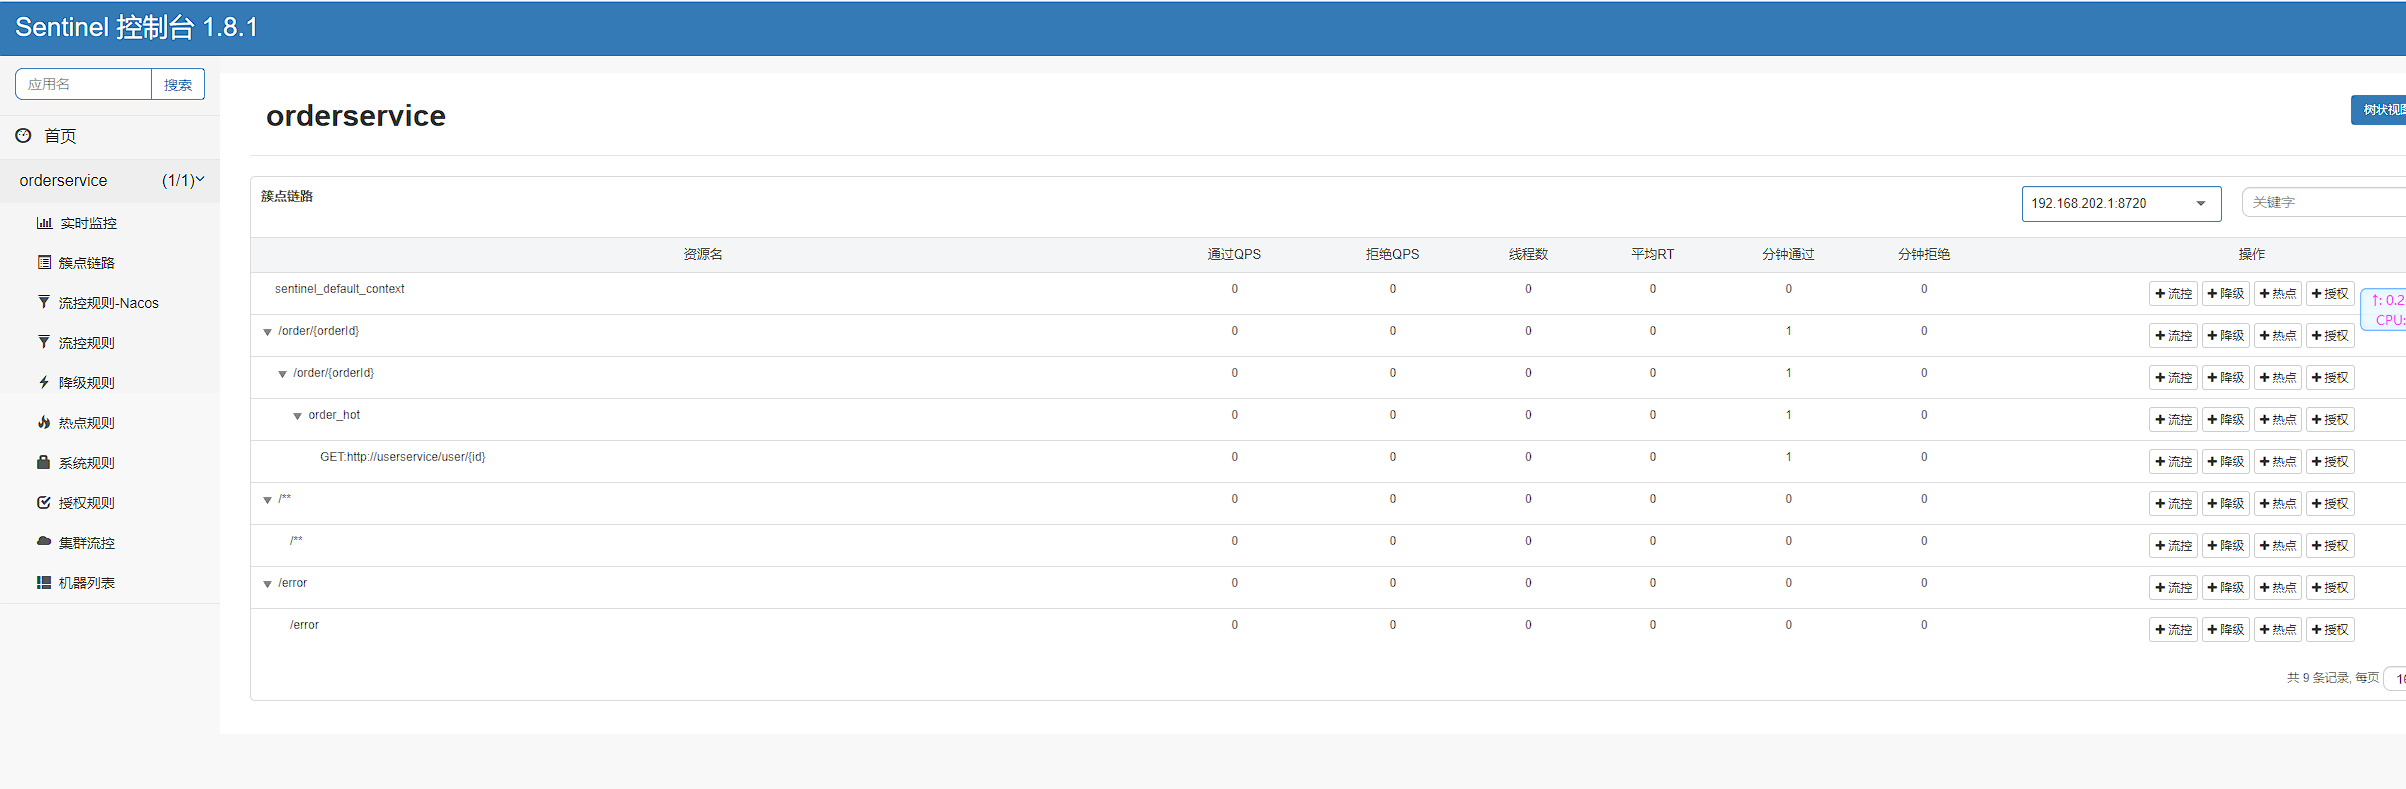 Sentinel 控制台 1.8.1
应用名 搜索
首页
orderservice (1/1)
实时监控
簇点链路
流控规则-Nacos
流控规则
降级规则
热点规则
系统规则
授权规则
集群流控
机器列表
orderservice 树状视图
簇点链路 192.168.202.1:8720 关键字
资源名 通过QPS 拒绝QPS 线程数 平均RT 分钟通过 分钟拒绝 操作
sentinel_default_context 0 0 0 0 0 0 流控 降级 热点 授权
/order/{orderId} 0 0 0 0 1 0 流控 降级 热点 授权
/order/{orderId} 0 0 0 0 1 0 流控 降级 热点 授权
order_hot 0 0 0 0 1 0 流控 降级 热点 授权
GET:http://userservice/user/{id} 0 0 0 0 1 0 流控 降级 热点 授权
/** 0 0 0 0 0 0 流控 降级 热点 授权
/** 0 0 0 0 0 0 流控 降级 热点 授权
/error 0 0 0 0 0 0 流控 降级 热点 授权
/error 0 0 0 0 0 0 流控 降级 热点 授权
↑: 0.2
CPU:
共 9 条记录, 每页